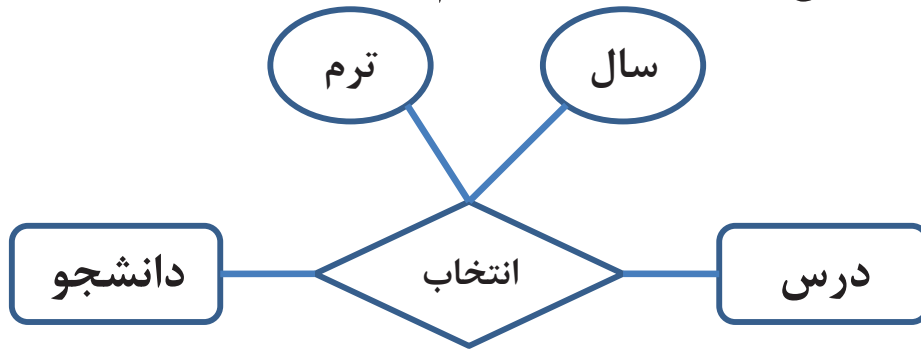 سال
ترم
درس
انتخاب
دانشجو